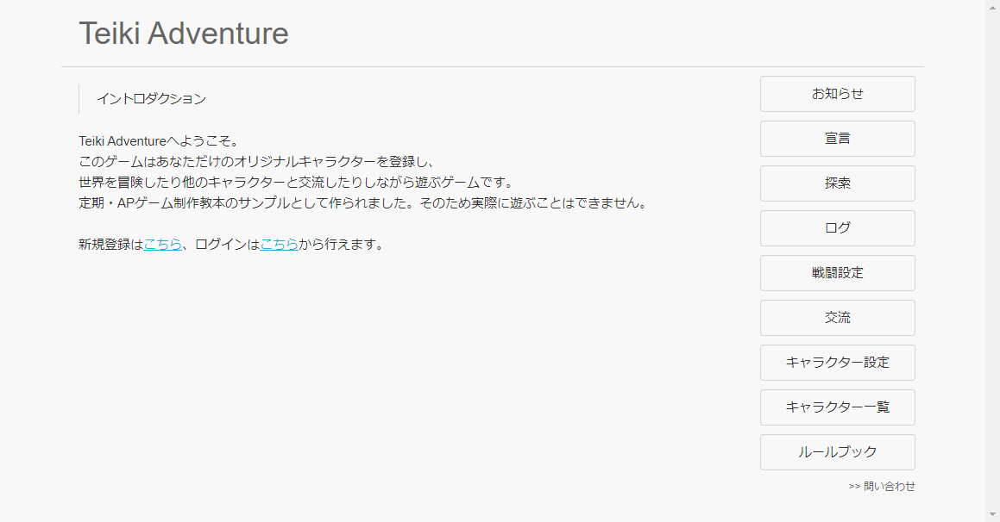 Teiki Adventure
イントロダクション
Teiki Adventureへようこそ。
このゲームはあなただけのオリジナルキャラクターを登録し、
世界を冒険したり他のキャラクターと交流したりしながら遊ぶゲームです。
定期・APゲーム制作教本のサンプルとして作られました。そのため実際に遊ぶことはできません。
新規登録はこちら、ログインはこちらから行えます。
お知らせ
宣言
探索
ログ
戦闘設定
交流
キャラクター設定
キャラクター一覧
ルールブック
>> 問い合わせ